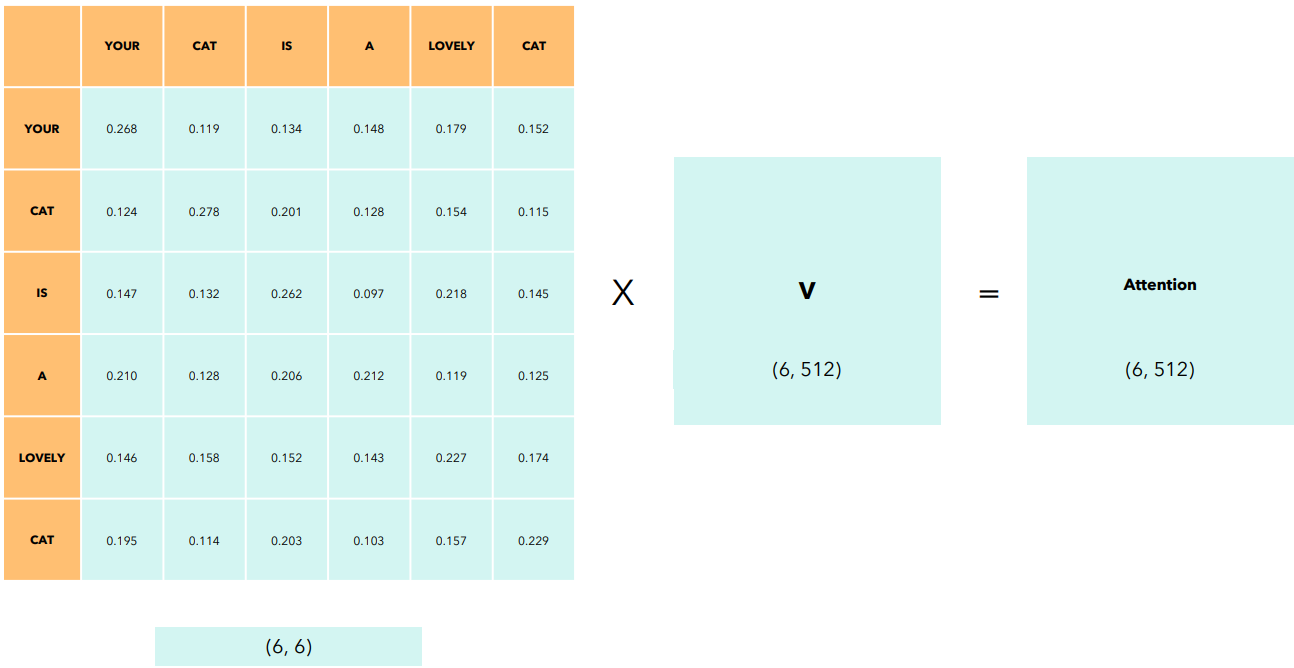 YOUR CAT IS A LOVELY CAT
YOUR 0.268 0.119 0.134 0.148 0.179 0.152
CAT 0.124 0.278 0.201 0.128 0.154 0.115
IS 0.147 0.132 0.262 0.097 0.218 0.145
A 0.210 0.128 0.206 0.212 0.119 0.125
LOVELY 0.146 0.158 0.152 0.143 0.227 0.174
CAT 0.195 0.114 0.203 0.103 0.157 0.229
(6, 6)
X
V
(6, 512)
=
Attention
(6, 512)